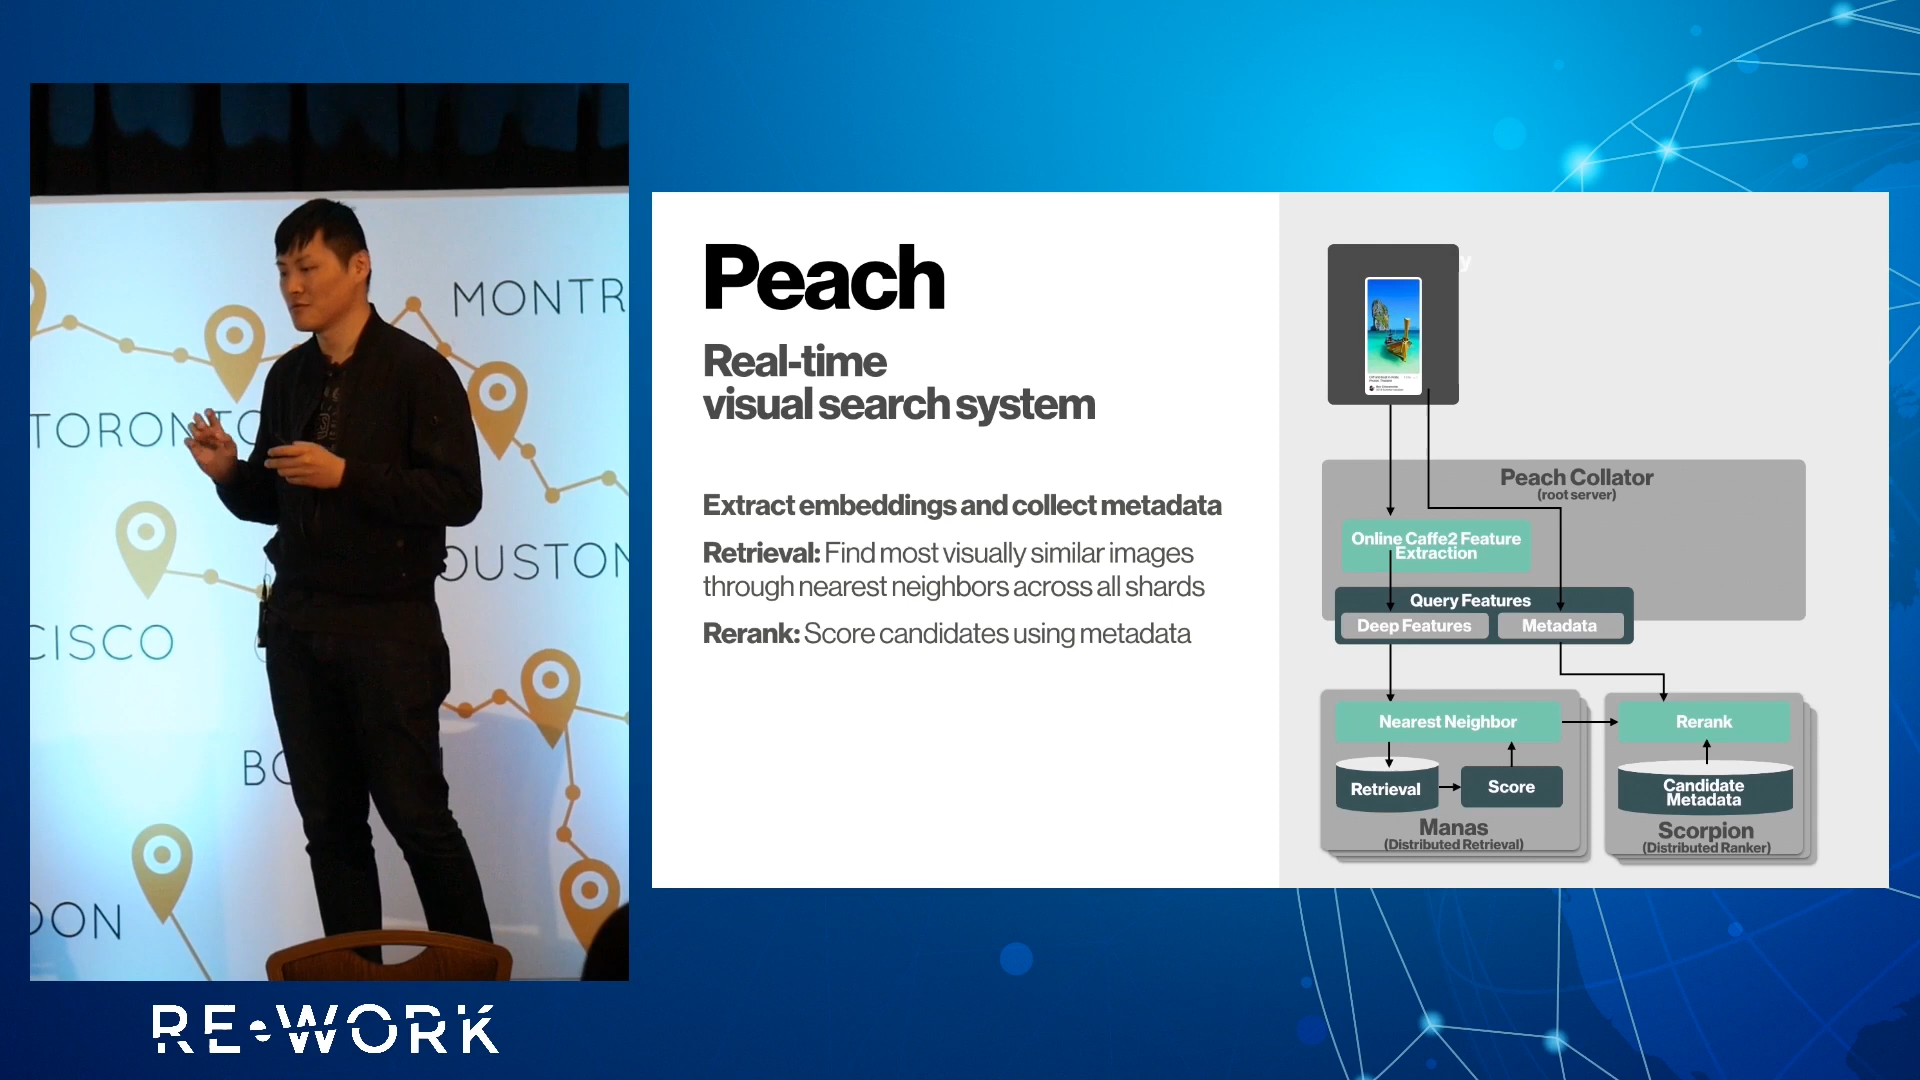 MONTR
TORONTO
OUSTON
CISCO
BO
DON
RE•WORK
Peach
Real-time
visual search system
Extract embeddings and collect metadata
Retrieval: Find most visually similar images
through nearest neighbors across all shards
Rerank: Score candidates using metadata
y
Peach Collator
(root server)
Online Caffe2 Feature
Extraction
Query Features
Deep Features
Metadata
Nearest Neighbor
Rerank
Retrieval
Score
Candidate
Metadata
Manas
(Distributed Retrieval)
Scorpion
(Distributed Ranker)